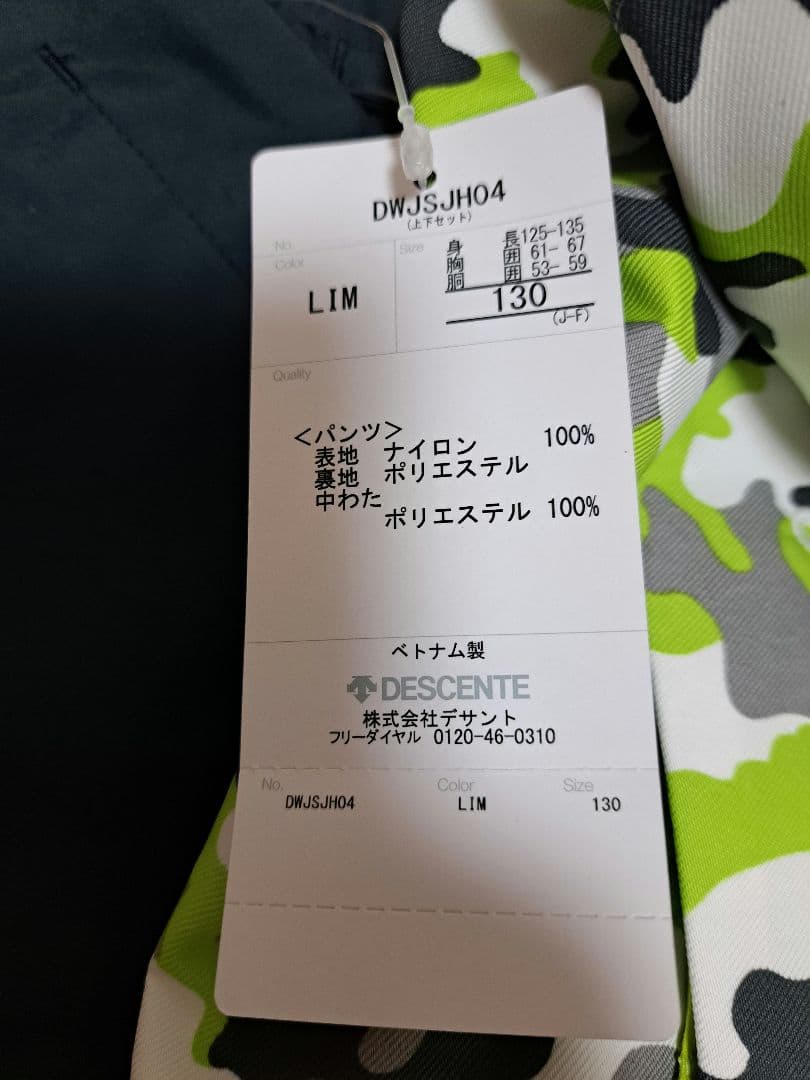 DWJSJH04
(上下セット)
No.
Color
LIM
Size
身 長125-135
胸 囲 61- 67
胴 囲 53- 59
130
(J-F)
Quality
<パンツ>
表地 ナイロン 100%
裏地 ポリエステル
中わた
ポリエステル 100%
ベトナム製
DESCENTE
株式会社デサント
フリーダイヤル 0120-46-0310
No. Color Size
DWJSJH04 LIM 130